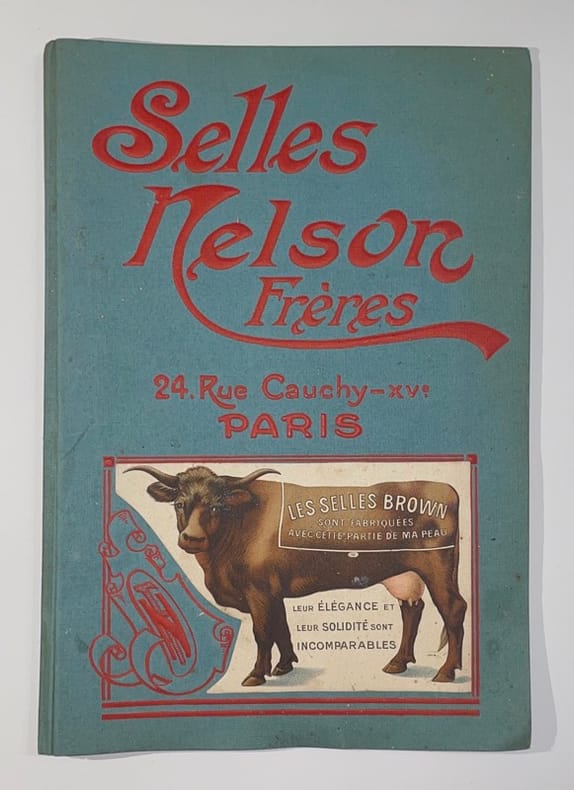 Selles
Nelson
Frères
24. Rue Cauchy-XVe
PARIS
LES SELLES BROWN
SONT FABRIQUÉES
AVEC CETTE PARTIE DE MA PEAU
LEUR ÉLÉGANCE ET
LEUR SOLIDITÉ SONT
INCOMPARABLES